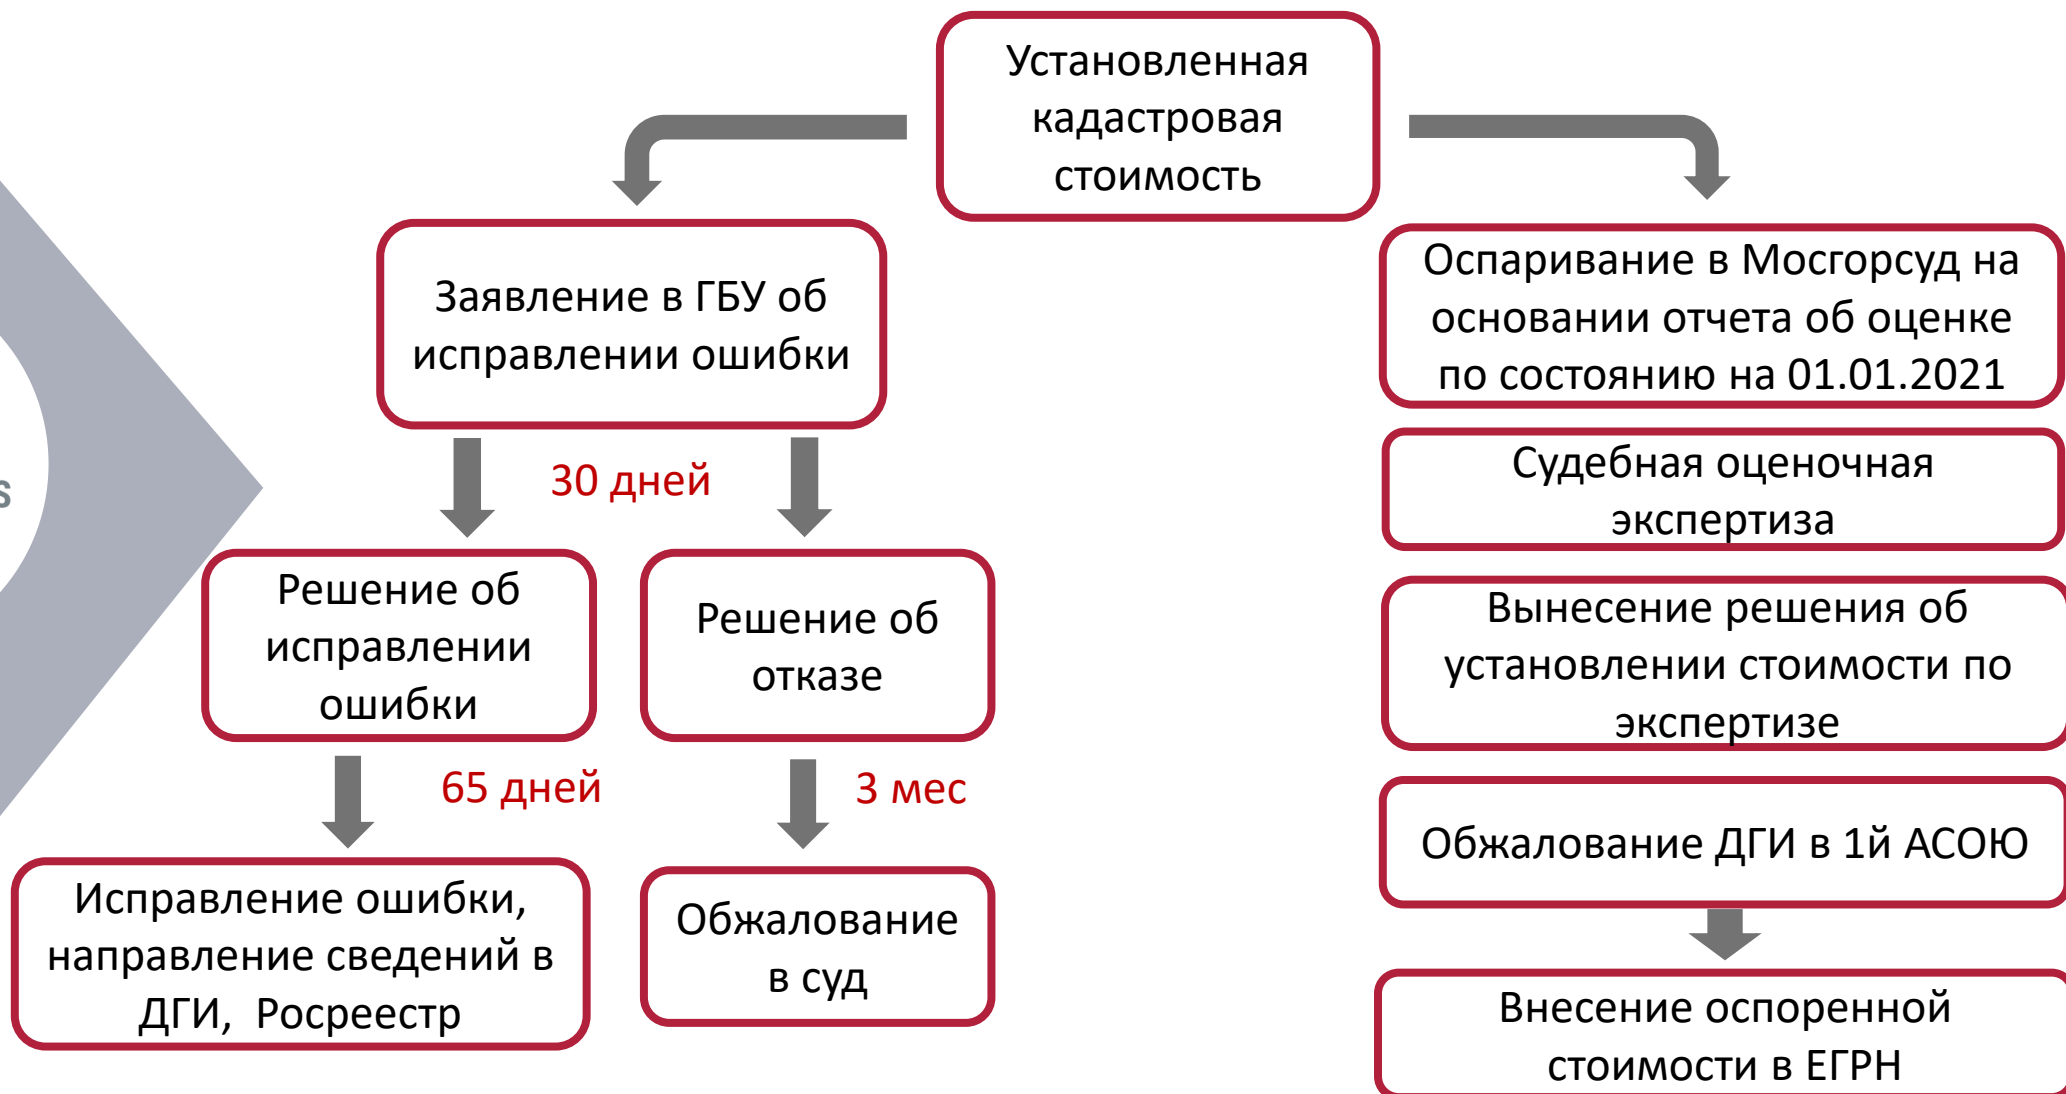 Установленная
кадастровая
стоимость
Заявление в ГБУ об
исправлении ошибки
30 дней
Решение об
исправлении
ошибки
Решение об
отказе
65 дней
3 мес
Исправление ошибки,
направление сведений в
ДГИ, Росреестр
Обжалование
в суд
Оспаривание в Мосгорсуд на
основании отчета об оценке
по состоянию на 01.01.2021
Судебная оценочная
экспертиза
Вынесение решения об
установлении стоимости по
экспертизе
Обжалование ДГИ в 1й АСОЮ
Внесение оспоренной
стоимости в ЕГРН